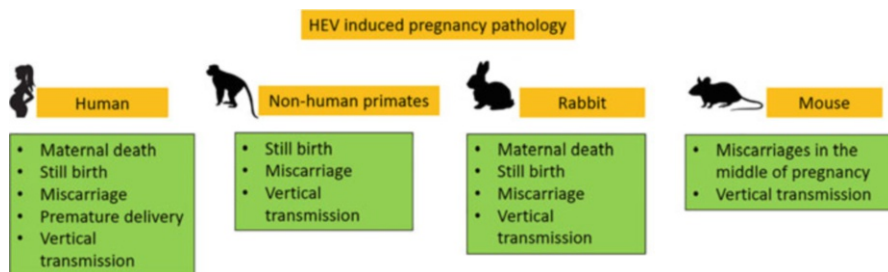 HEV induced pregnancy pathology
Human
• Maternal death
• Still birth
• Miscarriage
• Premature delivery
• Vertical
transmission
Non-human primates
• Still birth
• Miscarriage
• Vertical
transmission
Rabbit
• Maternal death
• Still birth
• Miscarriage
• Vertical
transmission
Mouse
• Miscarriages in the
middle of pregnancy
• Vertical transmission